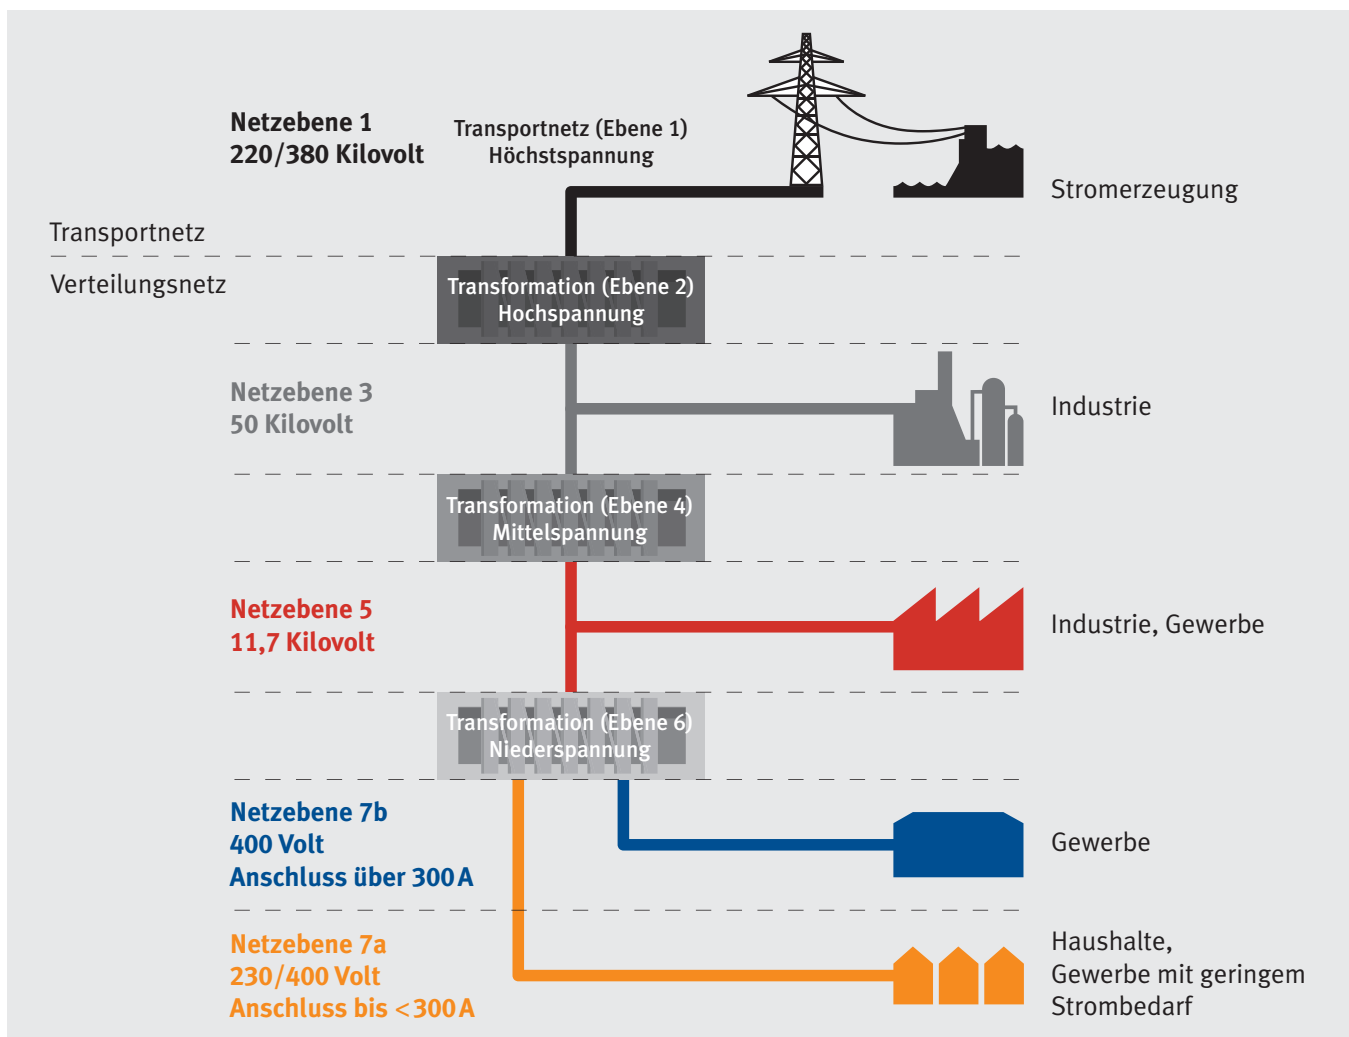 Netzebene 1
220/380 Kilovolt
Transportnetz (Ebene 1)
Höchstspannung
Stromerzeugung
Transportnetz
Verteilungsnetz
Transformation (Ebene 2)
Hochspannung
Netzebene 3
50 Kilovolt
Industrie
Transformation (Ebene 4)
Mittelspannung
Netzebene 5
11,7 Kilovolt
Industrie, Gewerbe
Transformation (Ebene 6)
Niederspannung
Netzebene 7b
400 Volt
Anschluss über 300 A
Gewerbe
Netzebene 7a
230/400 Volt
Anschluss bis <300 A
Haushalte,
Gewerbe mit geringem
Strombedarf